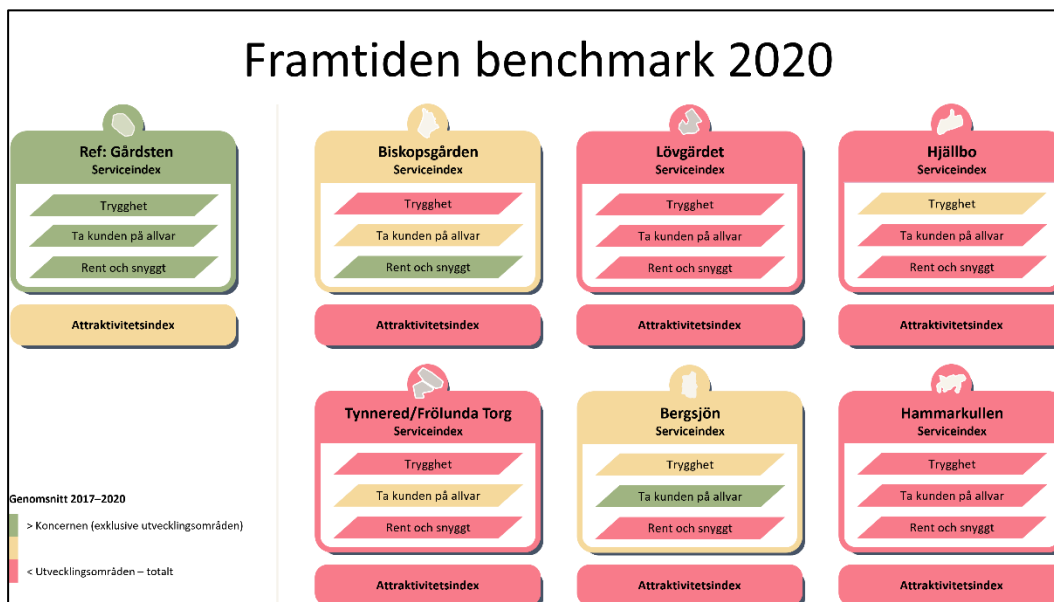 Framtiden benchmark 2020
Ref: Gårdsten
Serviceindex
Trygghet
Ta kunden på allvar
Rent och snyggt
Attraktivitetsindex
Biskopsgården
Serviceindex
Trygghet
Ta kunden på allvar
Rent och snyggt
Attraktivitetsindex
Lövgärdet
Serviceindex
Trygghet
Ta kunden på allvar
Rent och snyggt
Attraktivitetsindex
Hjällbo
Serviceindex
Trygghet
Ta kunden på allvar
Rent och snyggt
Attraktivitetsindex
Tynnered/Frölunda Torg
Serviceindex
Trygghet
Ta kunden på allvar
Rent och snyggt
Attraktivitetsindex
Bergsjön
Serviceindex
Trygghet
Ta kunden på allvar
Rent och snyggt
Attraktivitetsindex
Hammarkullen
Serviceindex
Trygghet
Ta kunden på allvar
Rent och snyggt
Attraktivitetsindex
Genomsnitt 2017–2020
> Koncernen (exklusive utvecklingsområden)
< Utvecklingsområden – totalt